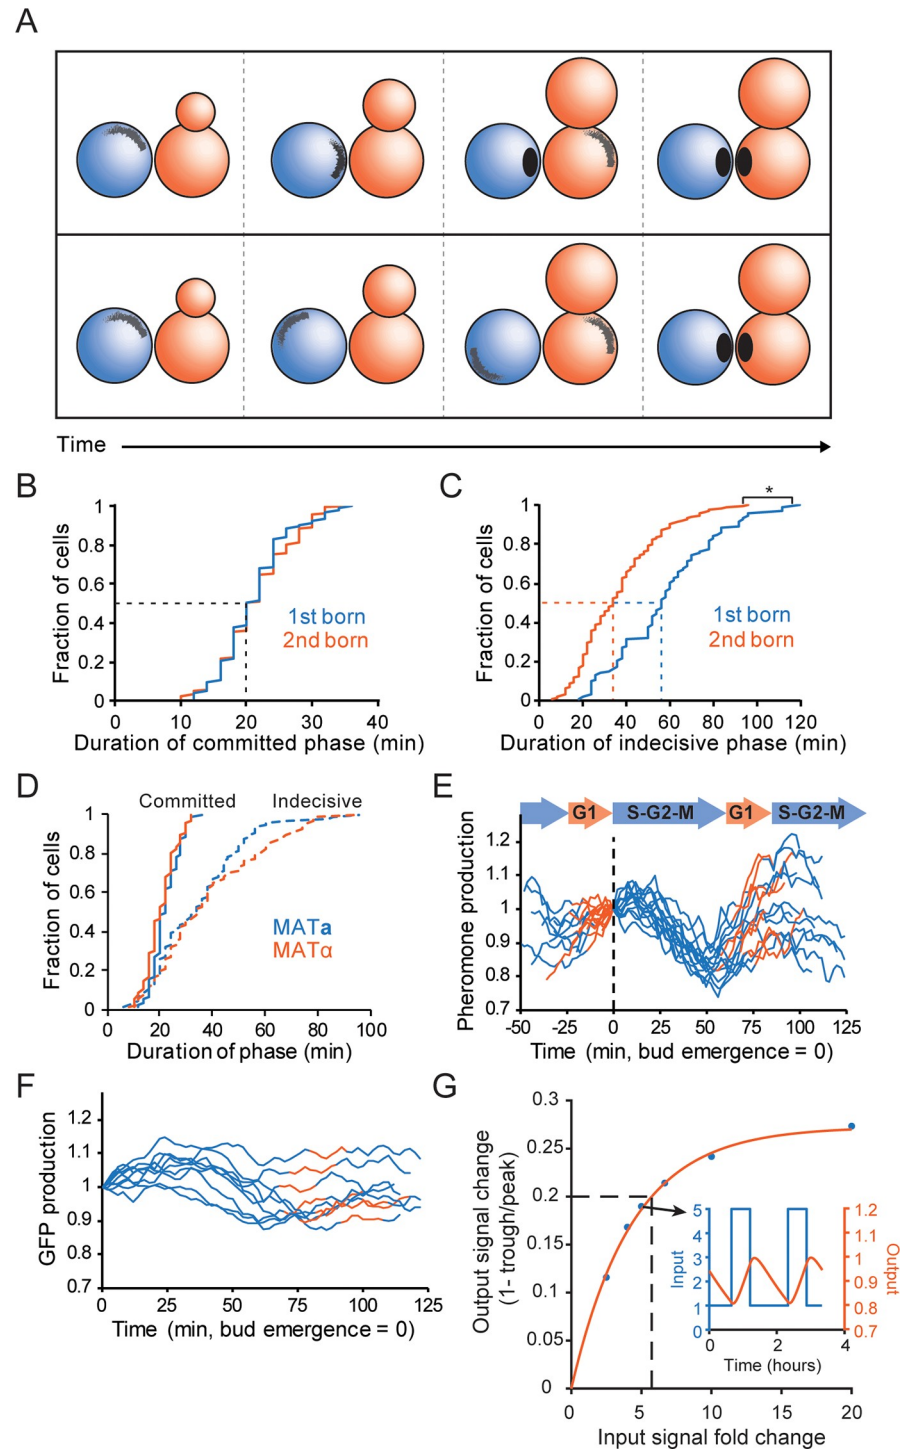 A
Time
B
Fraction of cells
1
0.8
0.6
0.4
0.2
0
1st born
2nd born
0 10 20 30 40
Duration of committed phase (min)
C
Fraction of cells
1
0.8
0.6
0.4
0.2
0
*
1st born
2nd born
0 20 40 60 80 100 120
Duration of indecisive phase (min)
D
Committed Indecisive
Fraction of cells
1
0.8
0.6
0.4
0.2
0
MATa
MATα
0 20 40 60 80 100
Duration of phase (min)
E
G1 S-G2-M G1 S-G2-M
Pheromone production
1.2
1.1
1
0.9
0.8
0.7
-50 -25 0 25 50 75 100 125
Time (min, bud emergence = 0)
F
GFP production
1.2
1.1
1
0.9
1.0
0.7
0 25 50 75 100 125
Time (min, bud emergence = 0)
G
Output signal change
(1- trough/peak)
0.3
0.25
0.2
0.15
0.1
0.05
0
0 5 10 15 20
Input signal fold change
Input
5
4
3
2
1
0
Output
1.2
1.1
1
0.9
0.8
0.7
0 2 4
Time (hours)